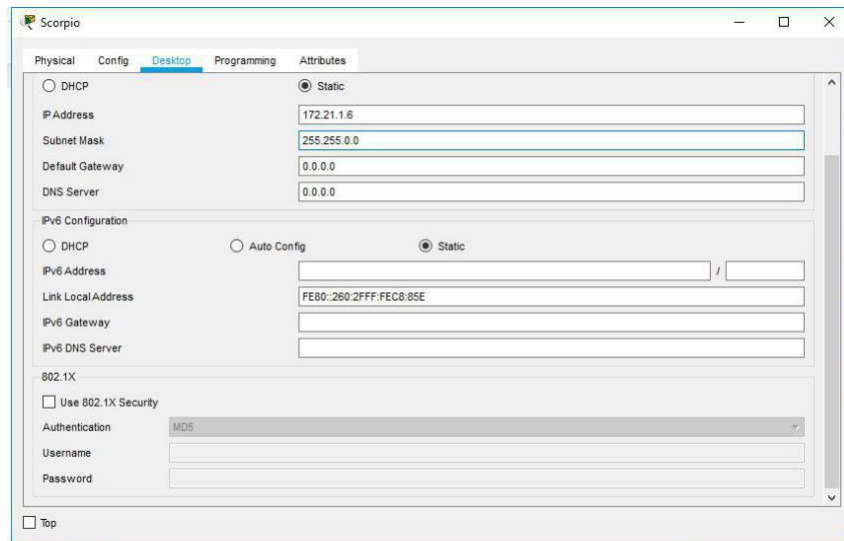 Scorpio
Physical Config Desktop Programming Attributes
DHCP Static
IP Address 172.21.1.6
Subnet Mask 255.255.0.0
Default Gateway 0.0.0.0
DNS Server 0.0.0.0
IPv6 Configuration
DHCP Auto Config Static
IPv6 Address /
Link Local Address FE80::260:2FFF:FEC8:85E
IPv6 Gateway
IPv6 DNS Server
802.1X
Use 802.1X Security
Authentication MD5
Username
Password
Top